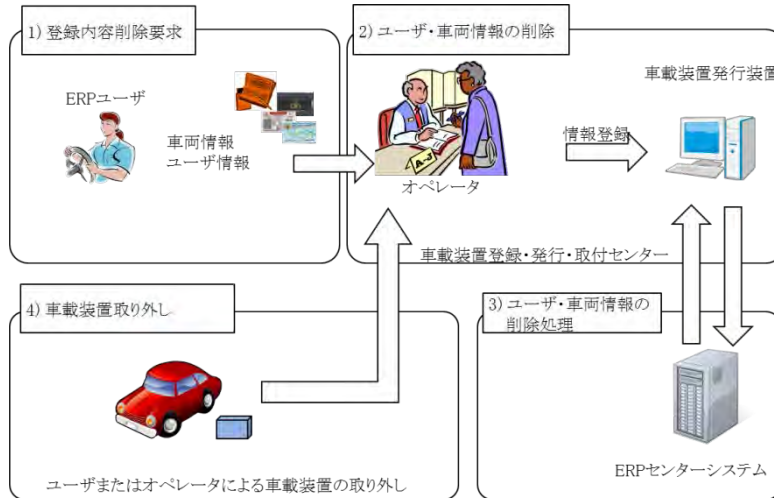 1) 登録内容削除要求
ERPユーザ
車両情報
ユーザ情報
2) ユーザ・車両情報の削除
車載装置発行装置
情報登録
A-J
オペレータ
車載装置登録・発行・取付センター
4) 車載装置取り外し
ユーザまたはオペレータによる車載装置の取り外し
3) ユーザ・車両情報の
削除処理
ERPセンターシステム